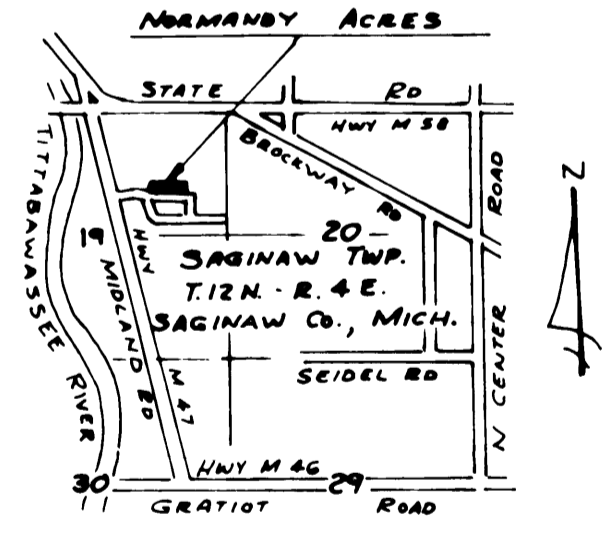 NORMANDY ACRES
STATE RD
HWY M 58
BROCKWAY RD
TITTABAWASSEE RIVER
19
HWY M 47
MIDLAND RD
20
SAGINAW TWP.
T.12 N. - R. 4 E.
SAGINAW CO., MICH.
N CENTER ROAD
SEIDEL RD
HWY M 46
30
29
GRATIOT ROAD
Z